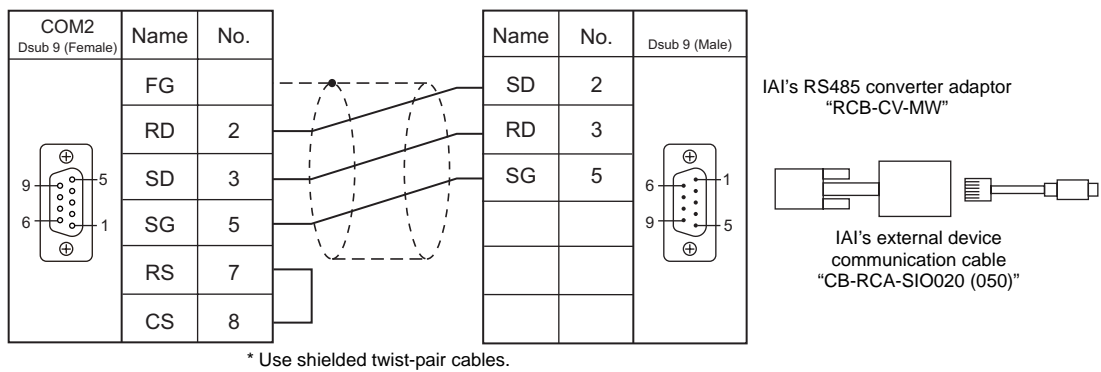 COM2
Dsub 9 (Female)
Name No.
FG
RD 2
SD 3
SG 5
RS 7
CS 8
9 5
6 1
Name No.
Dsub 9 (Male)
SD 2
RD 3
SG 5
6 1
9 5
IAI's RS485 converter adaptor
“RCB-CV-MW”
IAI's external device
communication cable
“CB-RCA-SIO020 (050)”
* Use shielded twist-pair cables.